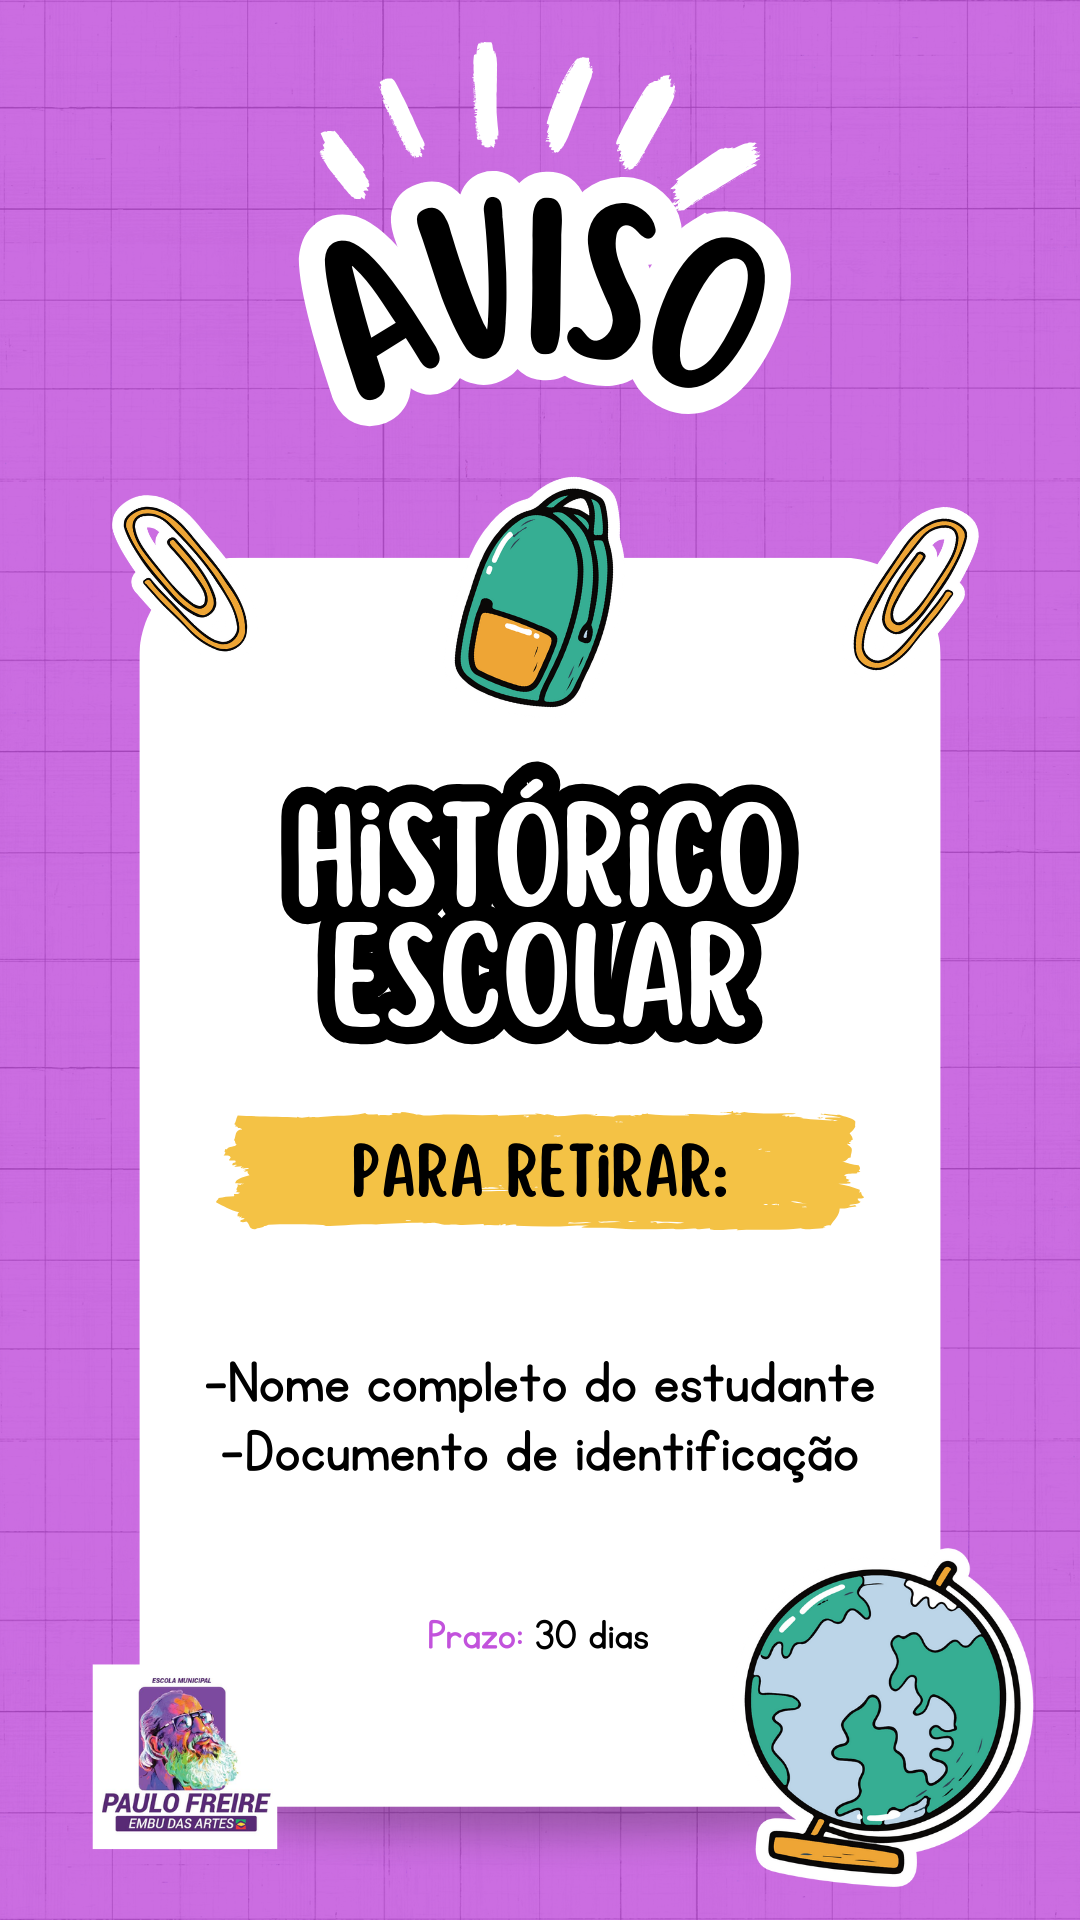 AVISO
HiSTÓRiCO
ESCOLAR
PARA RETiRAR:
-Nome completo do estudante
-Documento de identificação
Prazo: 30 dias
ESCOLA MUNICIPAL
PAULO FREIRE
EMBU DAS ARTES